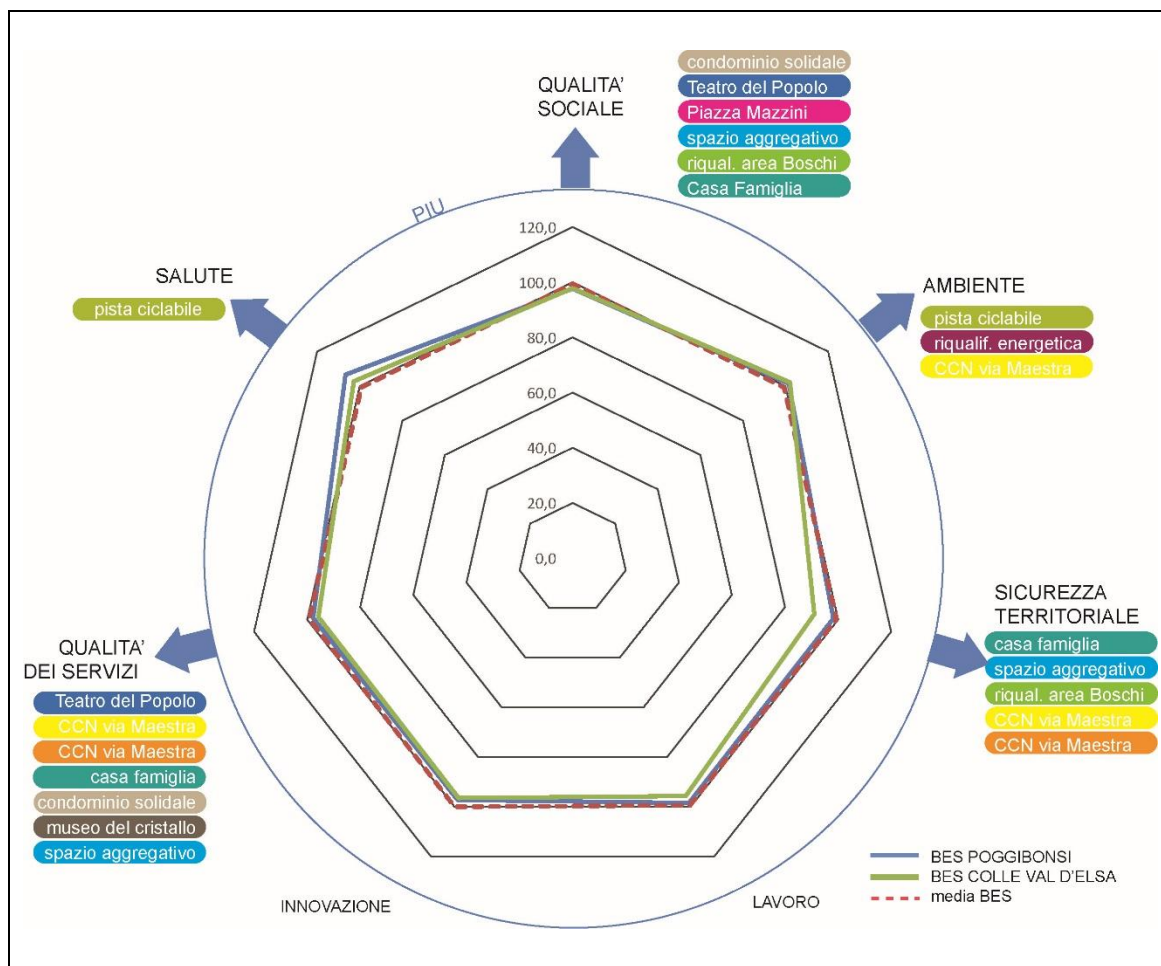 condominio solidale
Teatro del Popolo
Piazza Mazzini
spazio aggregativo
riqual. area Boschi
Casa Famiglia
QUALITA'
SOCIALE
PIU
120,0
100,0
80,0
60,0
40,0
20,0
0,0
SALUTE
pista ciclabile
AMBIENTE
pista ciclabile
riqualif. energetica
CCN via Maestra
SICUREZZA
TERRITORIALE
casa famiglia
spazio aggregativo
riqual. area Boschi
CCN via Maestra
CCN via Maestra
QUALITA'
DEI SERVIZI
Teatro del Popolo
CCN via Maestra
CCN via Maestra
casa famiglia
condominio solidale
museo del cristallo
spazio aggregativo
INNOVAZIONE
LAVORO
BES POGGIBONSI
BES COLLE VAL D'ELSA
media BES